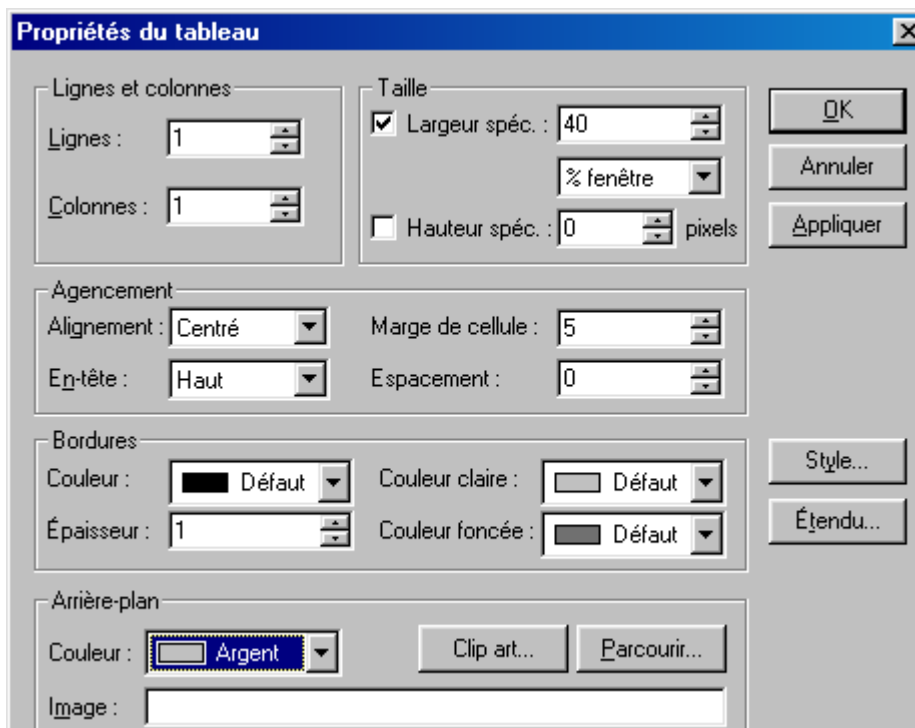 Propriétés du tableau
Lignes et colonnes
Lignes : 1
Colonnes : 1
Taille
Largeur spéc. : 40
% fenêtre
Hauteur spéc. : 0 pixels
OK
Annuler
Appliquer
Agencement
Alignement : Centré
Marge de cellule : 5
En-tête : Haut
Espacement : 0
Bordures
Couleur : Défaut
Couleur claire : Défaut
Épaisseur : 1
Couleur foncée : Défaut
Style...
Étendu...
Arrière-plan
Couleur : Argent
Clip art...
Parcourir...
Image :